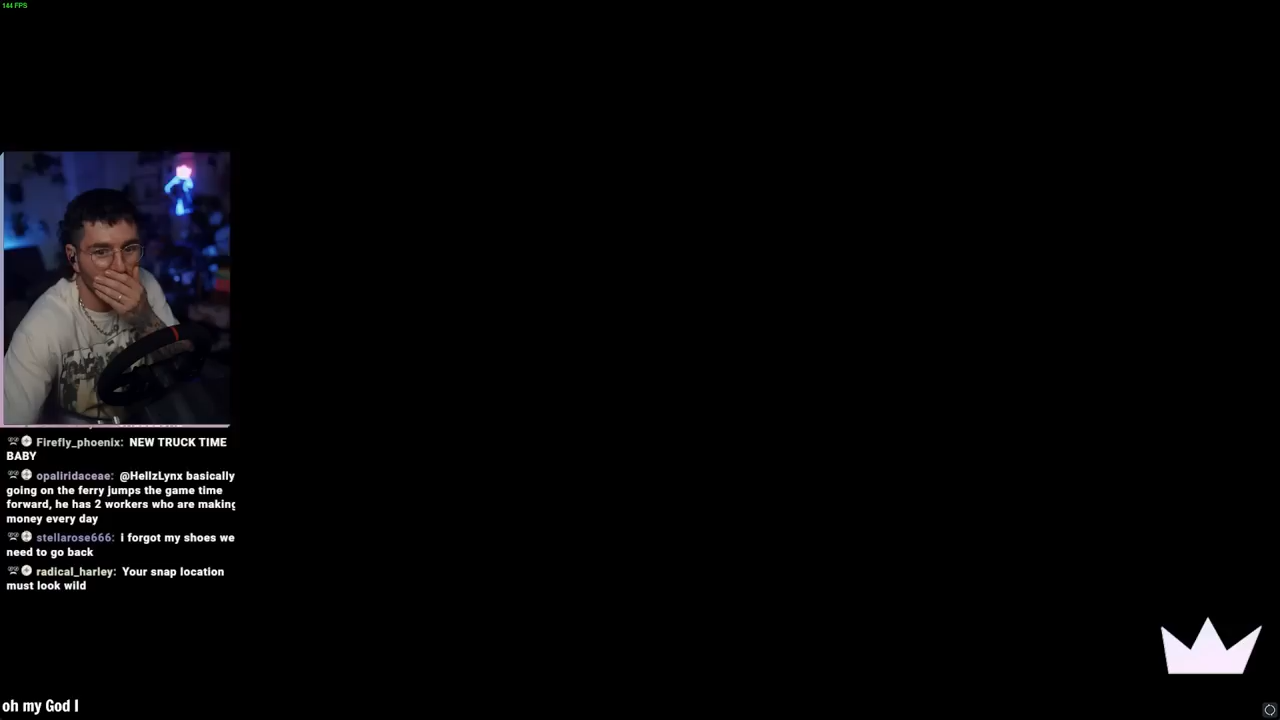 144 FPS
Firefly_phoenix: NEW TRUCK TIME
BABY
opaliridaceae: @HellzLynx basically
going on the ferry jumps the game time
forward, he has 2 workers who are making
money every day
stellarose666: i forgot my shoes we
need to go back
radical_harley: Your snap location
must look wild
oh my God I